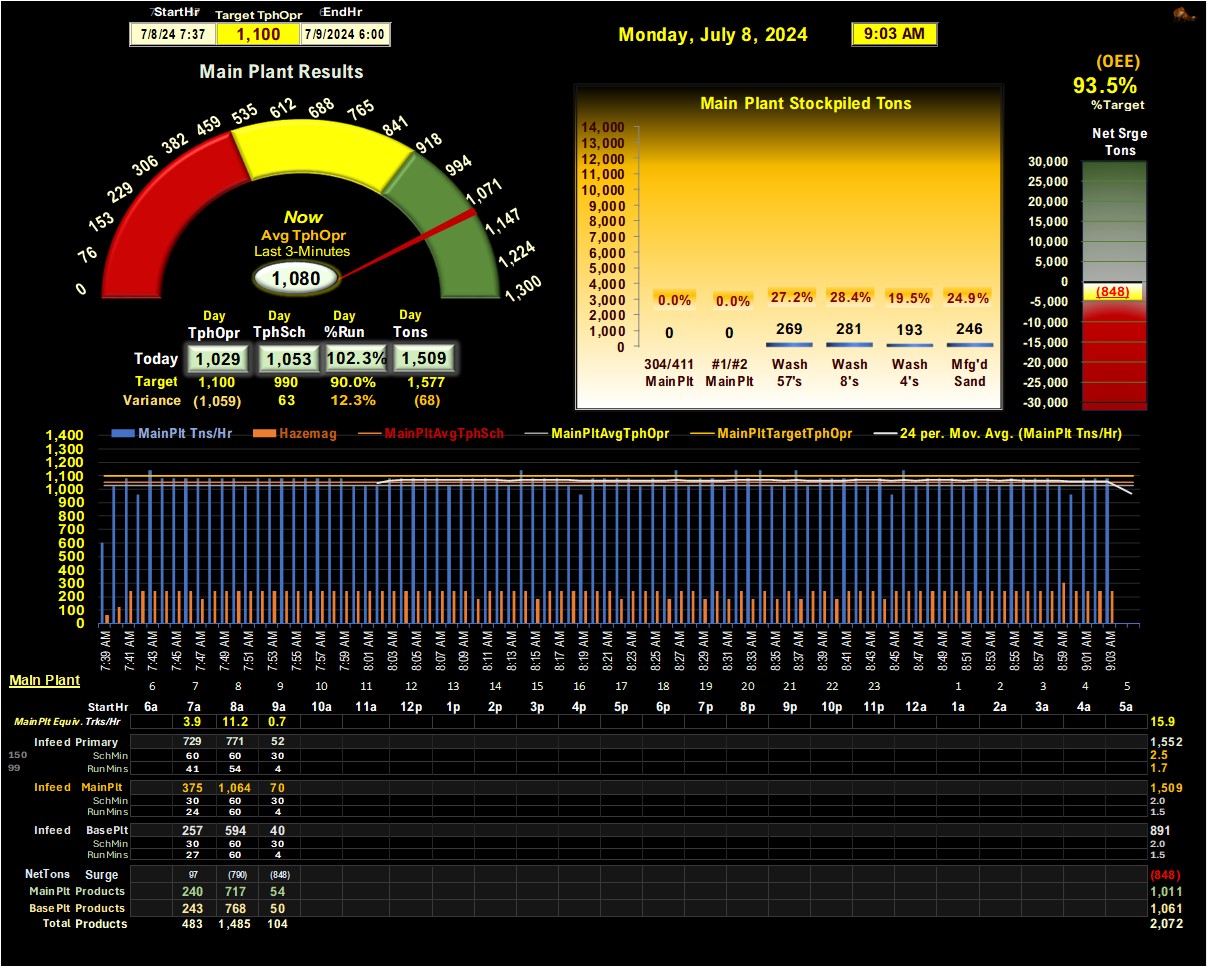 StartHr Target TphOpr EndHr
7/8/24 7:37 1,100 7/9/2024 6:00
Monday, July 8, 2024 9:03 AM
(OEE)
93.5%
%Target
Main Plant Results
0 76 153 229 306 382 459 535 612 688 765 841 918 994 1,071 1,147 1,224 1,300
Now
Avg TphOpr
Last 3-Minutes
1,080
Day Day Day Day
TphOpr TphSch %Run Tons
Today 1,029 1,053 102.3% 1,509
Target 1,100 990 90.0% 1,577
Variance (1,059) 63 12.3% (68)
Main Plant Stockpiled Tons
14,000
13,000
12,000
11,000
10,000
9,000
8,000
7,000
6,000
5,000
4,000
3,000
2,000
1,000
0
0.0% 0.0% 27.2% 28.4% 19.5% 24.9%
0 0 269 281 193 246
304/411 #1/#2 Wash Wash Wash Mfg'd
MainPlt MainPlt 57's 8's 4's Sand
Net Srge
Tons
30,000
25,000
20,000
15,000
10,000
5,000
0
(848)
-5,000
-10,000
-15,000
-20,000
-25,000
-30,000
MainPlt Tns/Hr Hazemag MainPltAvgTphSch MainPltAvgTphOpr MainPltTargetTphOpr 24 per. Mov. Avg. (MainPlt Tns/Hr)
1,400
1,300
1,200
1,100
1,000
900
800
700
600
500
400
300
200
100
0
7:39 AM 7:41 AM 7:43 AM 7:45 AM 7:47 AM 7:49 AM 7:51 AM 7:53 AM 7:55 AM 7:57 AM 7:59 AM 8:01 AM 8:03 AM 8:05 AM 8:07 AM 8:09 AM 8:11 AM 8:13 AM 8:15 AM 8:17 AM 8:19 AM 8:21 AM 8:23 AM 8:25 AM 8:27 AM 8:29 AM 8:31 AM 8:33 AM 8:35 AM 8:37 AM 8:39 AM 8:41 AM 8:43 AM 8:45 AM 8:47 AM 8:49 AM 8:51 AM 8:53 AM 8:55 AM 8:57 AM 8:59 AM 9:01 AM 9:03 AM
Main Plant 6 7 8 9 10 11 12 13 14 15 16 17 18 19 20 21 22 23 1 2 3 4 5
StartHr 6a 7a 8a 9a 10a 11a 12p 1p 2p 3p 4p 5p 6p 7p 8p 9p 10p 11p 12a 1a 2a 3a 4a 5a
MainPlt Equiv. Trks/Hr 3.9 11.2 0.7 15.9
Infeed Primary 729 771 52 1,552
150 SchMin 60 60 30 2.5
99 RunMins 41 54 4 1.7
Infeed MainPlt 375 1,064 70 1,509
SchMin 30 60 30 2.0
RunMins 24 60 4 1.5
Infeed BasePlt 257 594 40 891
SchMin 30 60 30 2.0
RunMins 27 60 4 1.5
NetTons Surge 97 (790) (848) (848)
MainPlt Products 240 717 54 1,011
BasePlt Products 243 768 50 1,061
Total Products 483 1,485 104 2,072